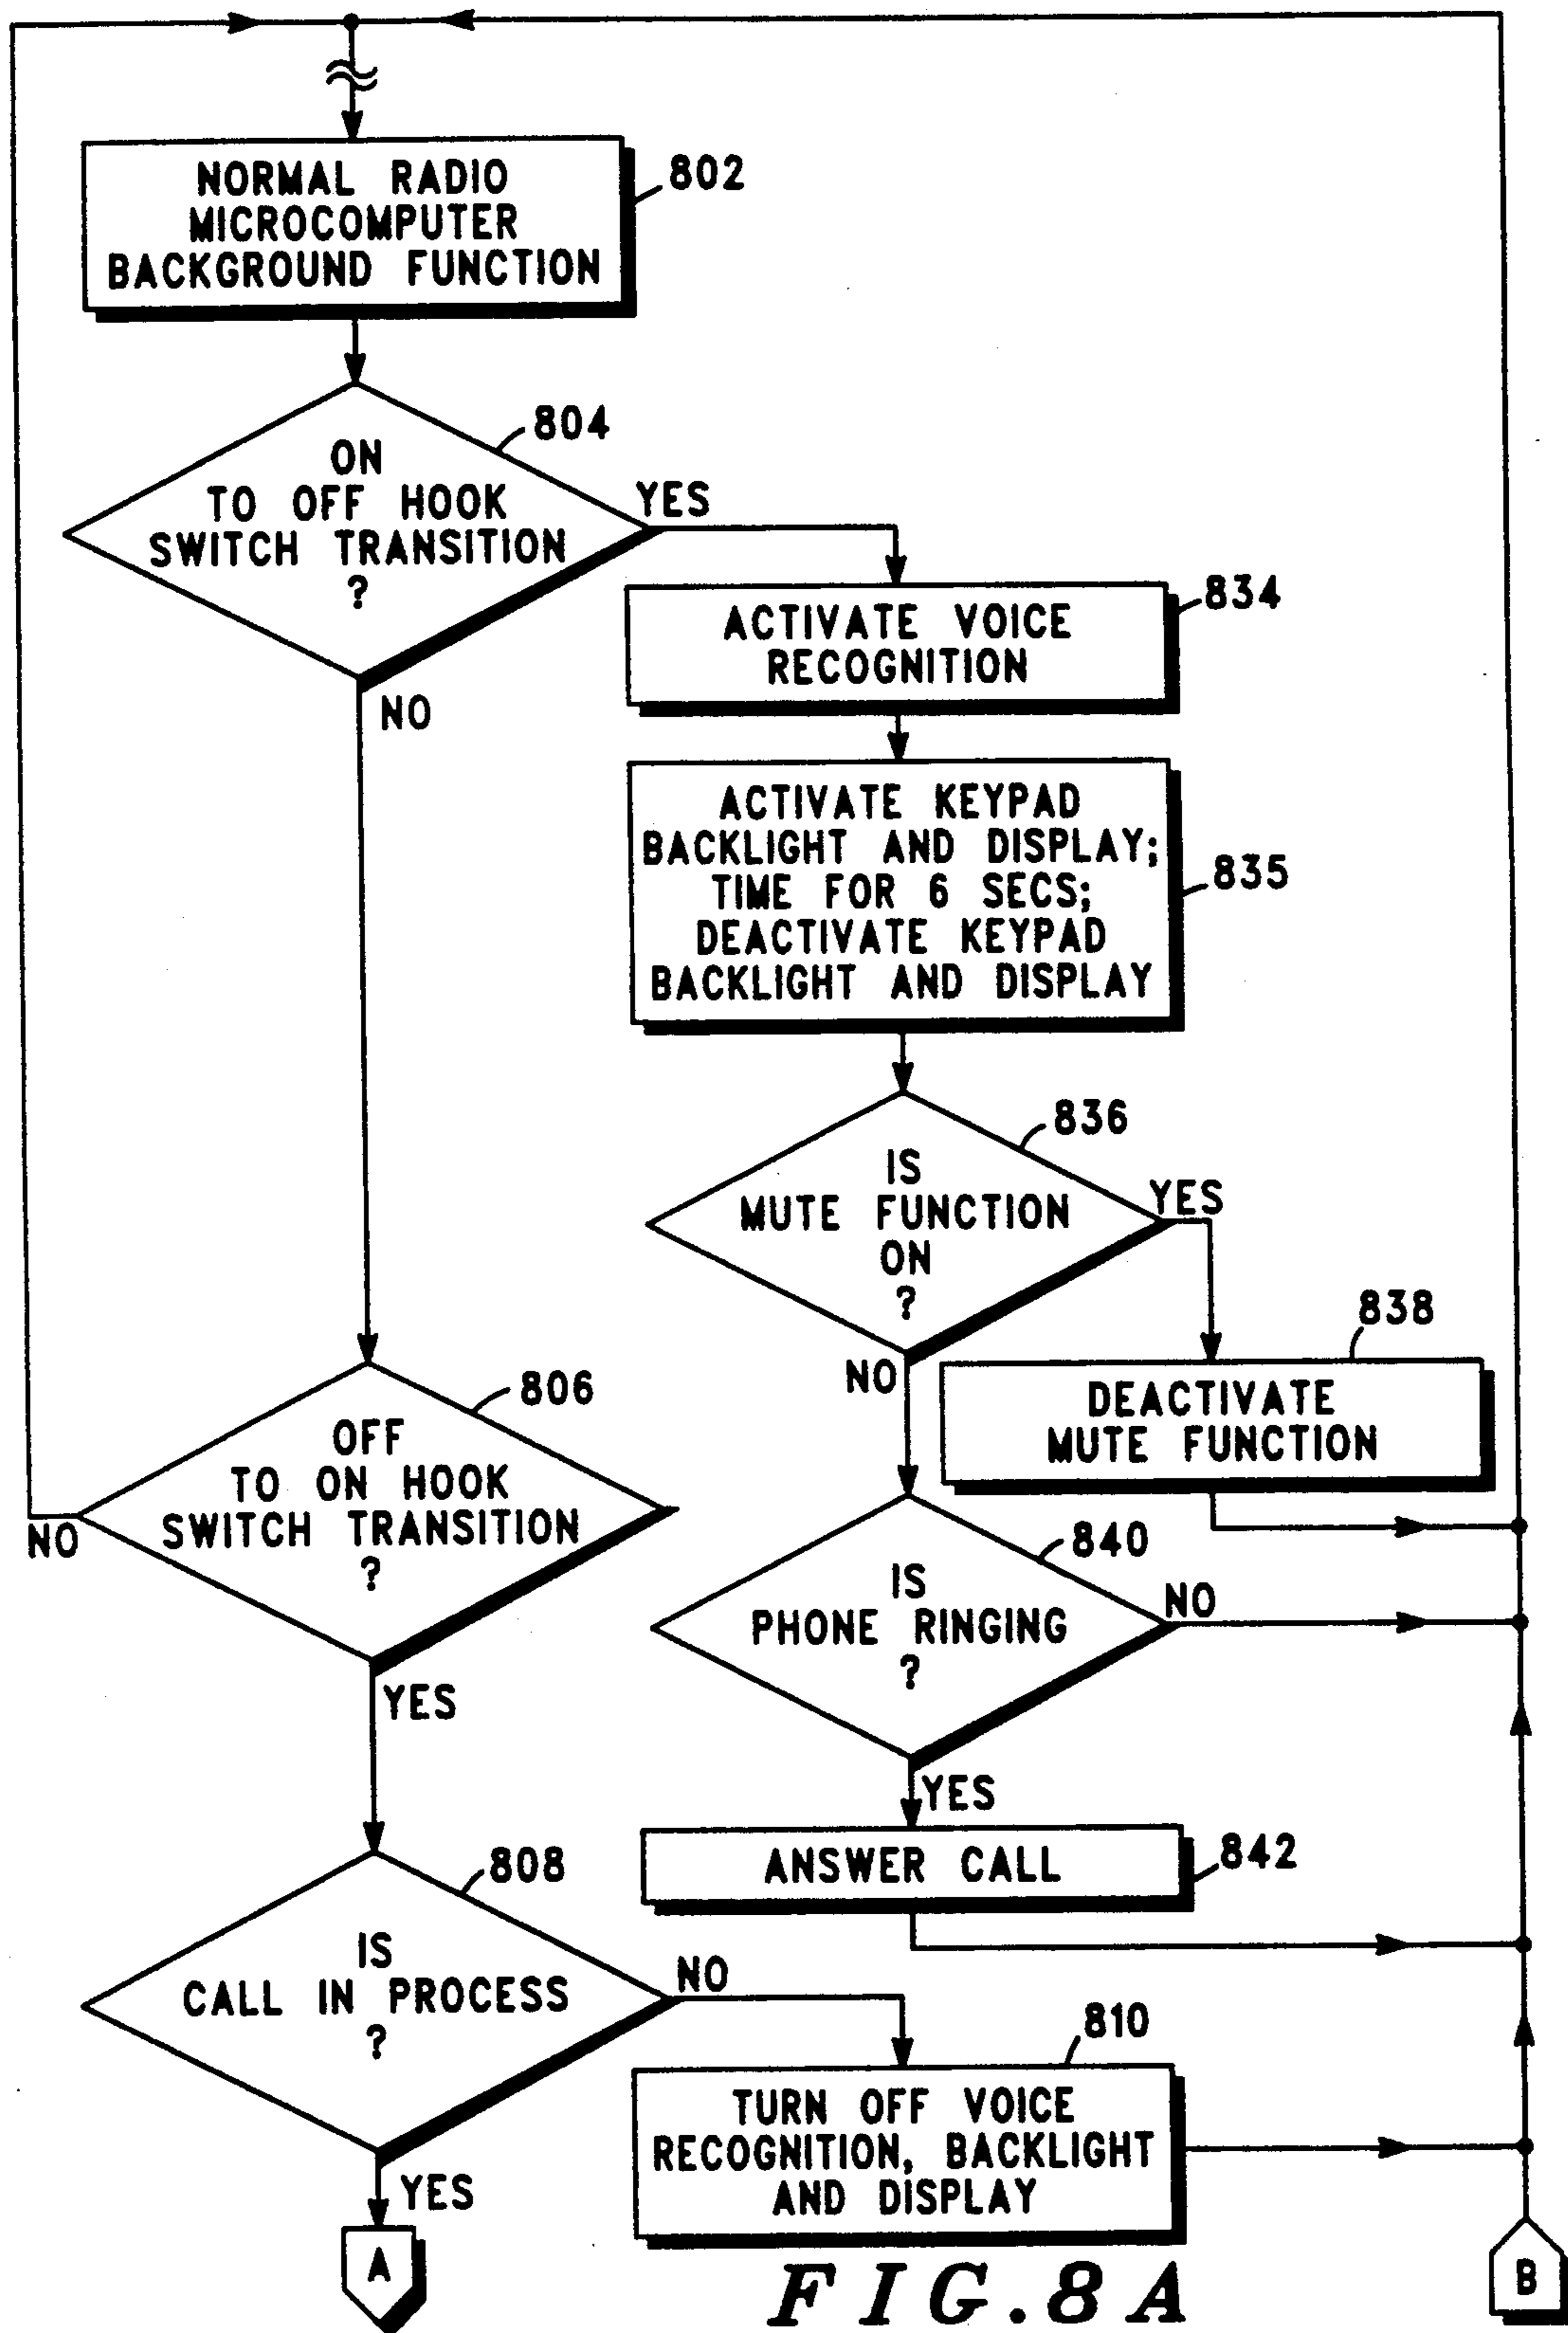 NORMAL RADIO
MICROCOMPUTER
BACKGROUND FUNCTION
802
ON
TO OFF HOOK
SWITCH TRANSITION
?
804
YES
NO
ACTIVATE VOICE
RECOGNITION
834
ACTIVATE KEYPAD
BACKLIGHT AND DISPLAY;
TIME FOR 6 SECS;
DEACTIVATE KEYPAD
BACKLIGHT AND DISPLAY
835
IS
MUTE FUNCTION
ON
?
836
YES
NO
DEACTIVATE
MUTE FUNCTION
838
OFF
TO ON HOOK
SWITCH TRANSITION
?
806
NO
YES
IS
PHONE RINGING
?
840
NO
YES
ANSWER CALL
842
IS
CALL IN PROCESS
?
808
NO
YES
TURN OFF VOICE
RECOGNITION, BACKLIGHT
AND DISPLAY
810
A
B
FIG.8A